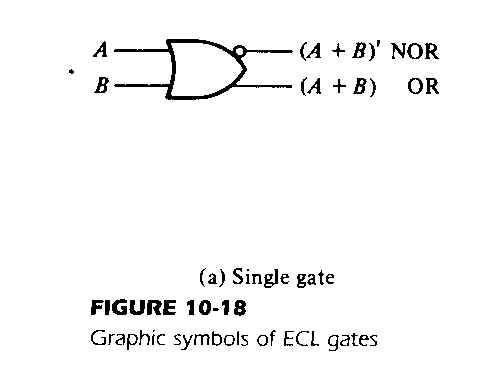 A (A + B)' NOR
B (A + B) OR
(a) Single gate
FIGURE 10-18
Graphic symbols of ECL gates